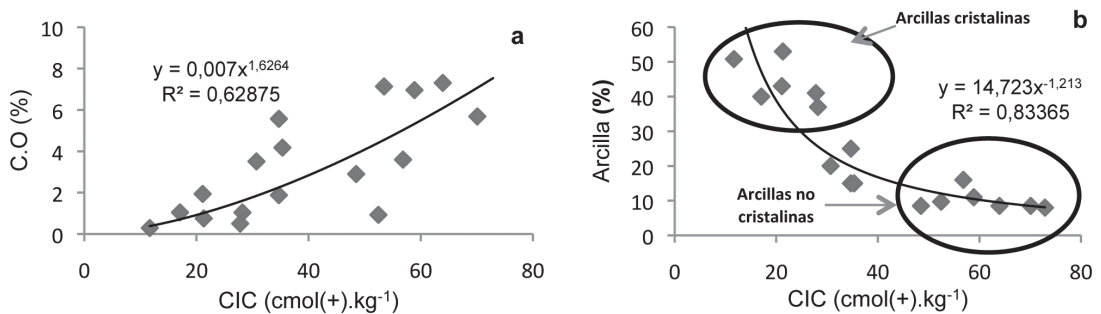 a
y = 0,007x^1,6264
R² = 0,62875
C.O (%)
10
8
6
4
2
0
0 20 40 60 80
CIC (cmol(+).kg⁻¹)
b
Arcillas cristalinas
y = 14,723x^-1,213
R² = 0,83365
Arcilla (%)
60
50
40
30
20
10
0
Arcillas no
cristalinas
0 20 40 60 80
CIC (cmol(+).kg⁻¹)